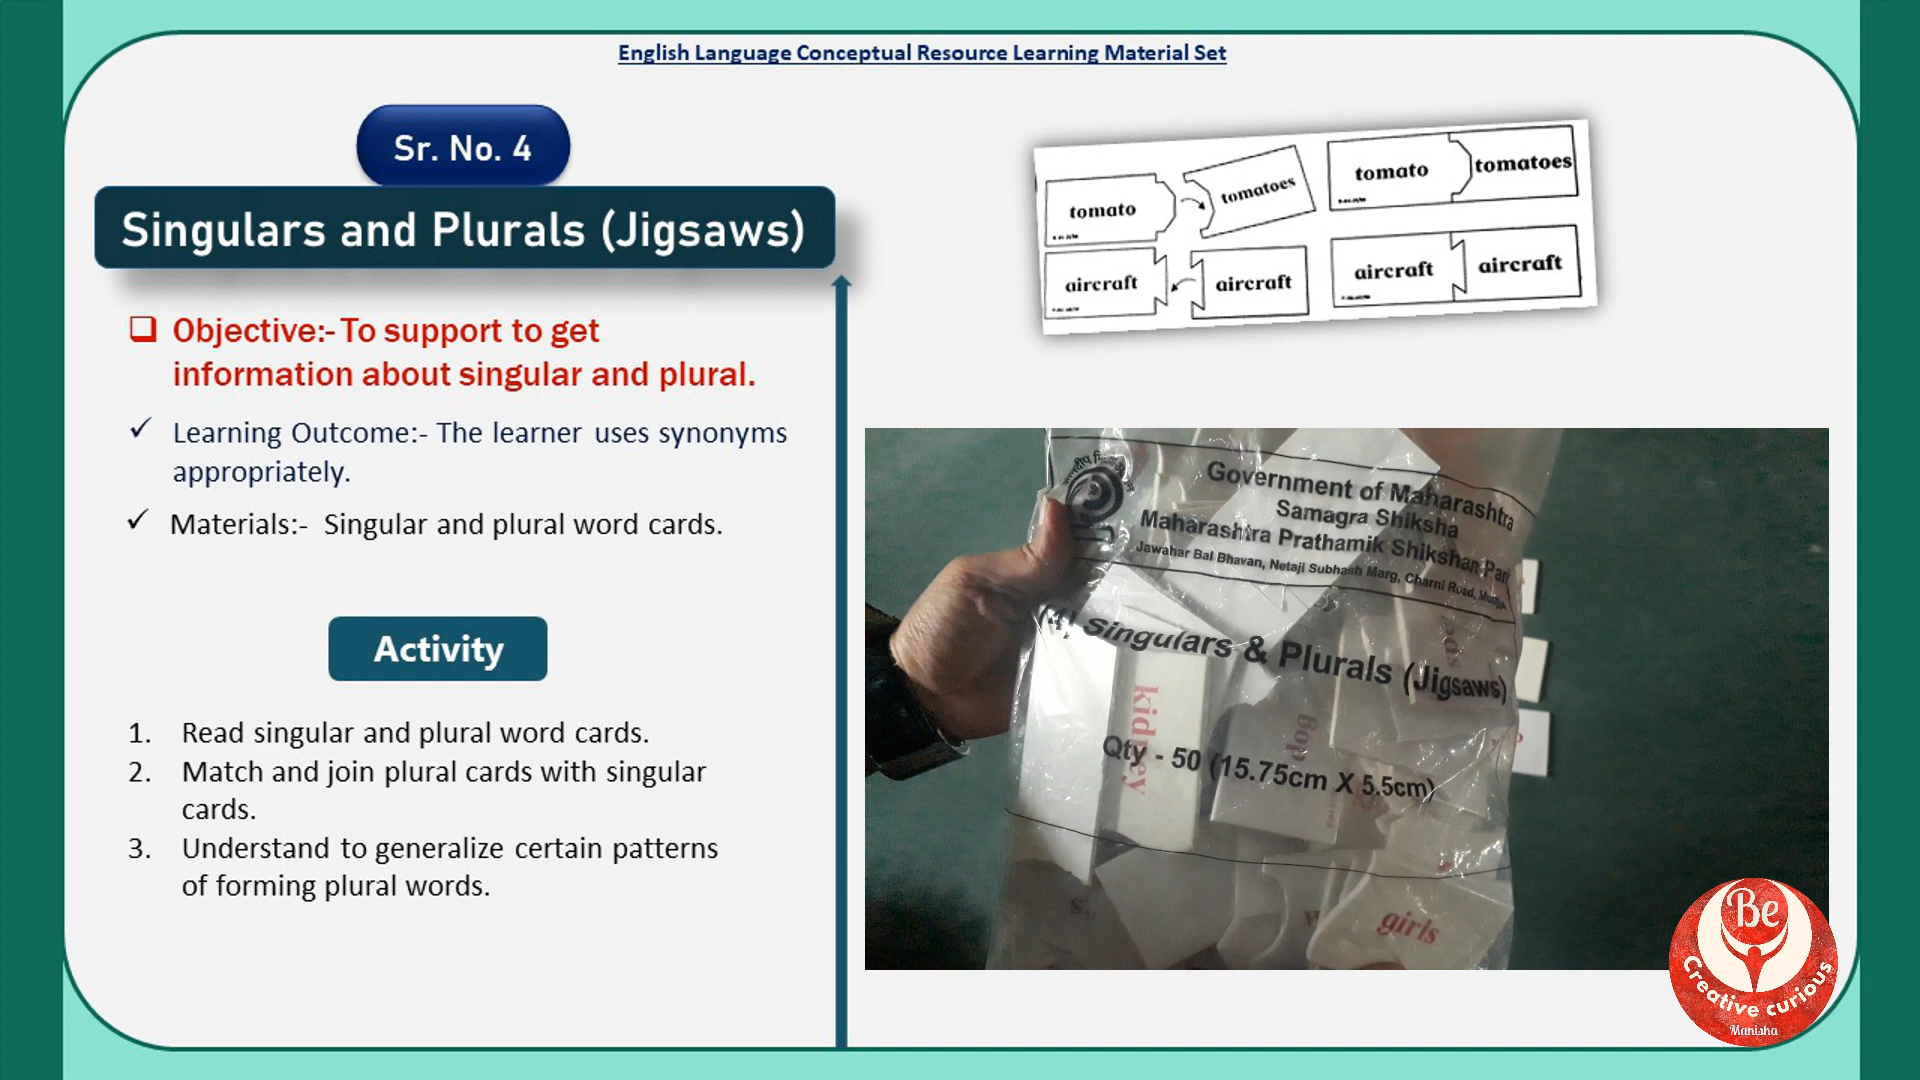 English Language Conceptual Resource Learning Material Set
Sr. No. 4
Singulars and Plurals (Jigsaws)
❑ Objective:- To support to get
information about singular and plural.
✓ Learning Outcome:- The learner uses synonyms
appropriately.
✓ Materials:- Singular and plural word cards.
Activity
1. Read singular and plural word cards.
2. Match and join plural cards with singular
cards.
3. Understand to generalize certain patterns
of forming plural words.
tomato tomatoes
tomato tomatoes
aircraft aircraft
aircraft aircraft
Government of Maharashtra
Samagra Shiksha
Maharashtra Prathamik Shikshan Pari
Jawahar Bal Bhavan, Netaji Subhash Marg, Charni Road,
(4) Singulars & Plurals (Jigsaws)
Qty - 50 (15.75cm X 5.5cm)
kidney
girls
Be
Creative curious
Manisha